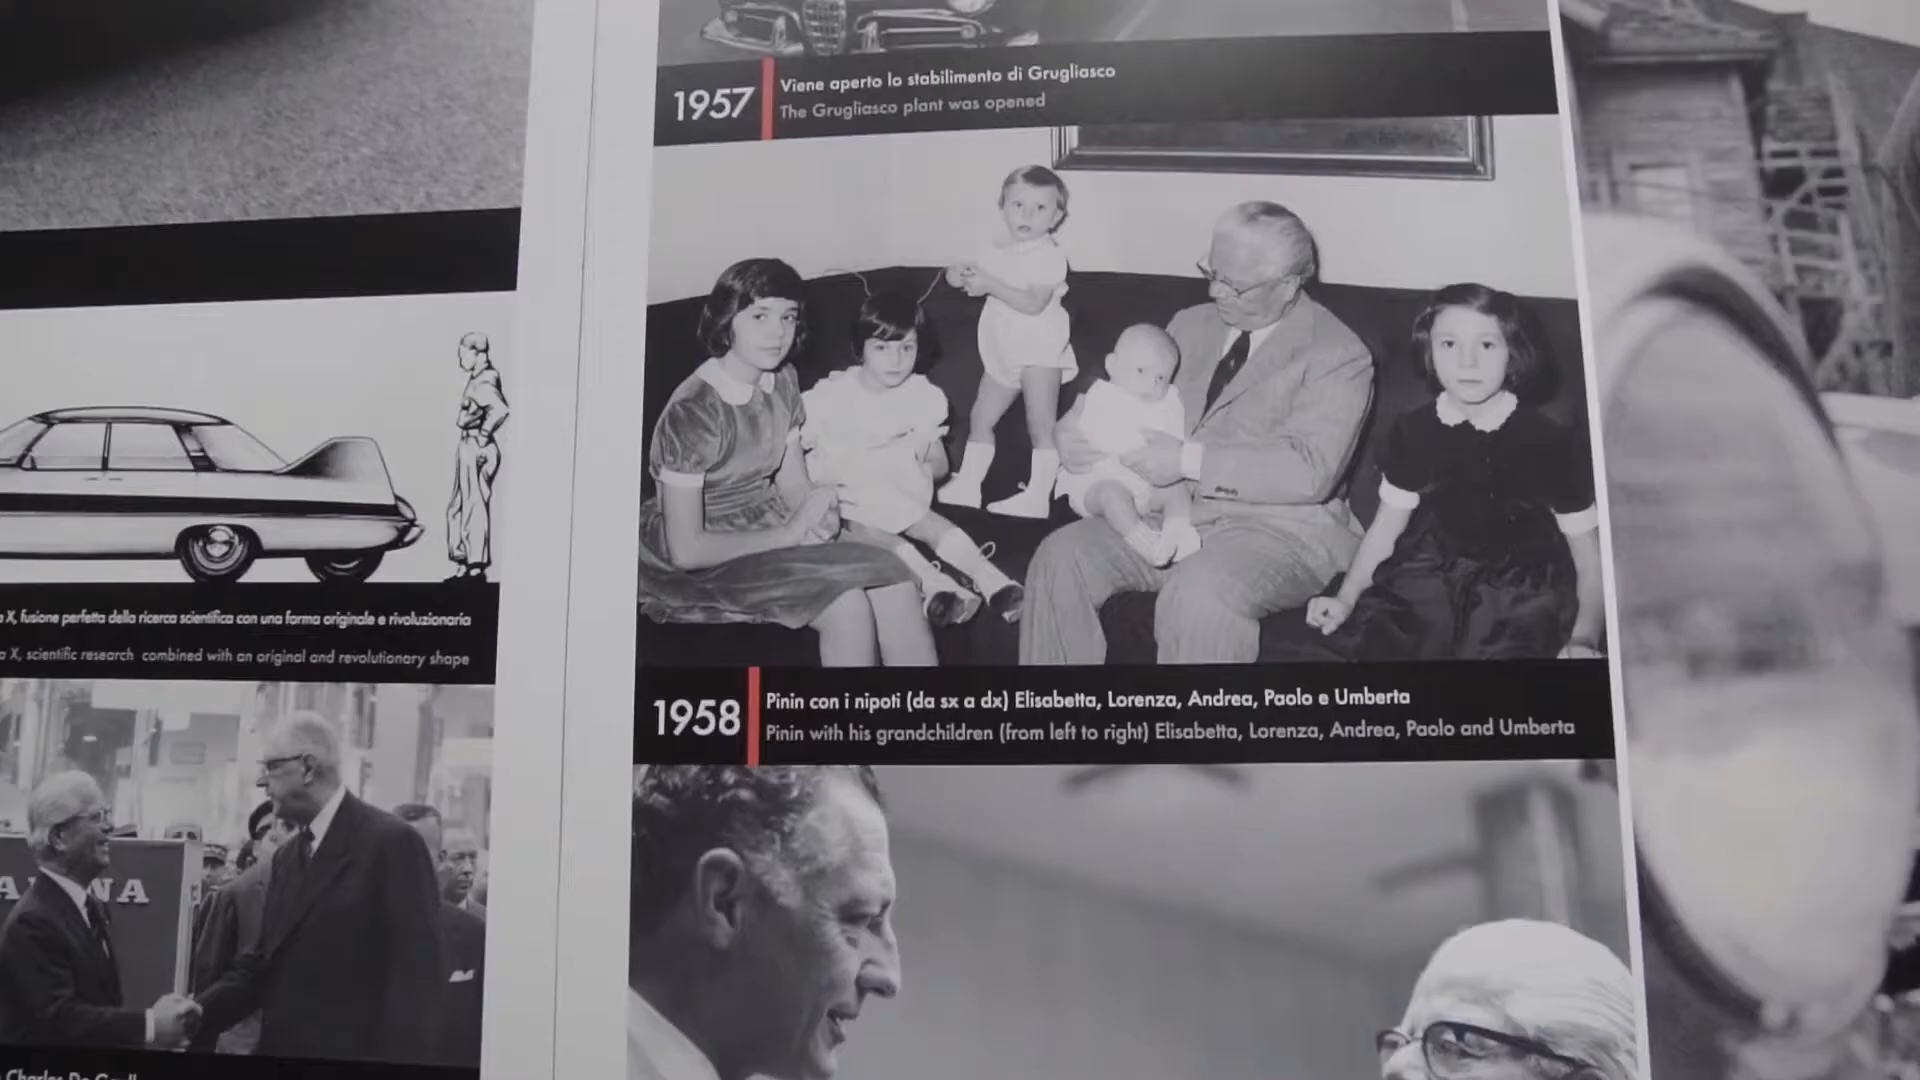 X, fusione perfetta della ricerca scientifica con una forma originale e rivoluzionaria
X, scientific research combined with an original and revolutionary shape
NA
Charles De
1957
Viene aperto lo stabilimento di Grugliasco
The Grugliasco plant was opened
1958
Pinin con i nipoti (da sx a dx) Elisabetta, Lorenza, Andrea, Paolo e Umberta
Pinin with his grandchildren (from left to right) Elisabetta, Lorenza, Andrea, Paolo and Umberta